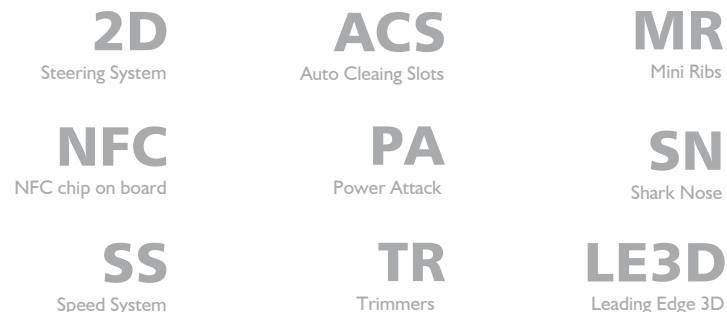 2D
Steering System
ACS
Auto Cleaing Slots
MR
Mini Ribs
NFC
NFC chip on board
PA
Power Attack
SN
Shark Nose
SS
Speed System
TR
Trimmers
LE3D
Leading Edge 3D